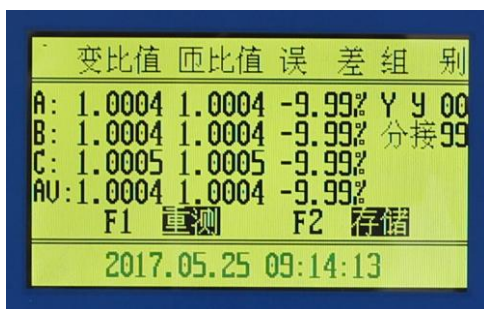 变比值 匝比值 误 差 组 别
A: 1.0004 1.0004 -9.99% Y y 00
B: 1.0004 1.0004 -9.99% 分接99
C: 1.0005 1.0005 -9.99%
AV:1.0004 1.0004 -9.99%
F1 重测 F2 存储
2017.05.25 09:14:13